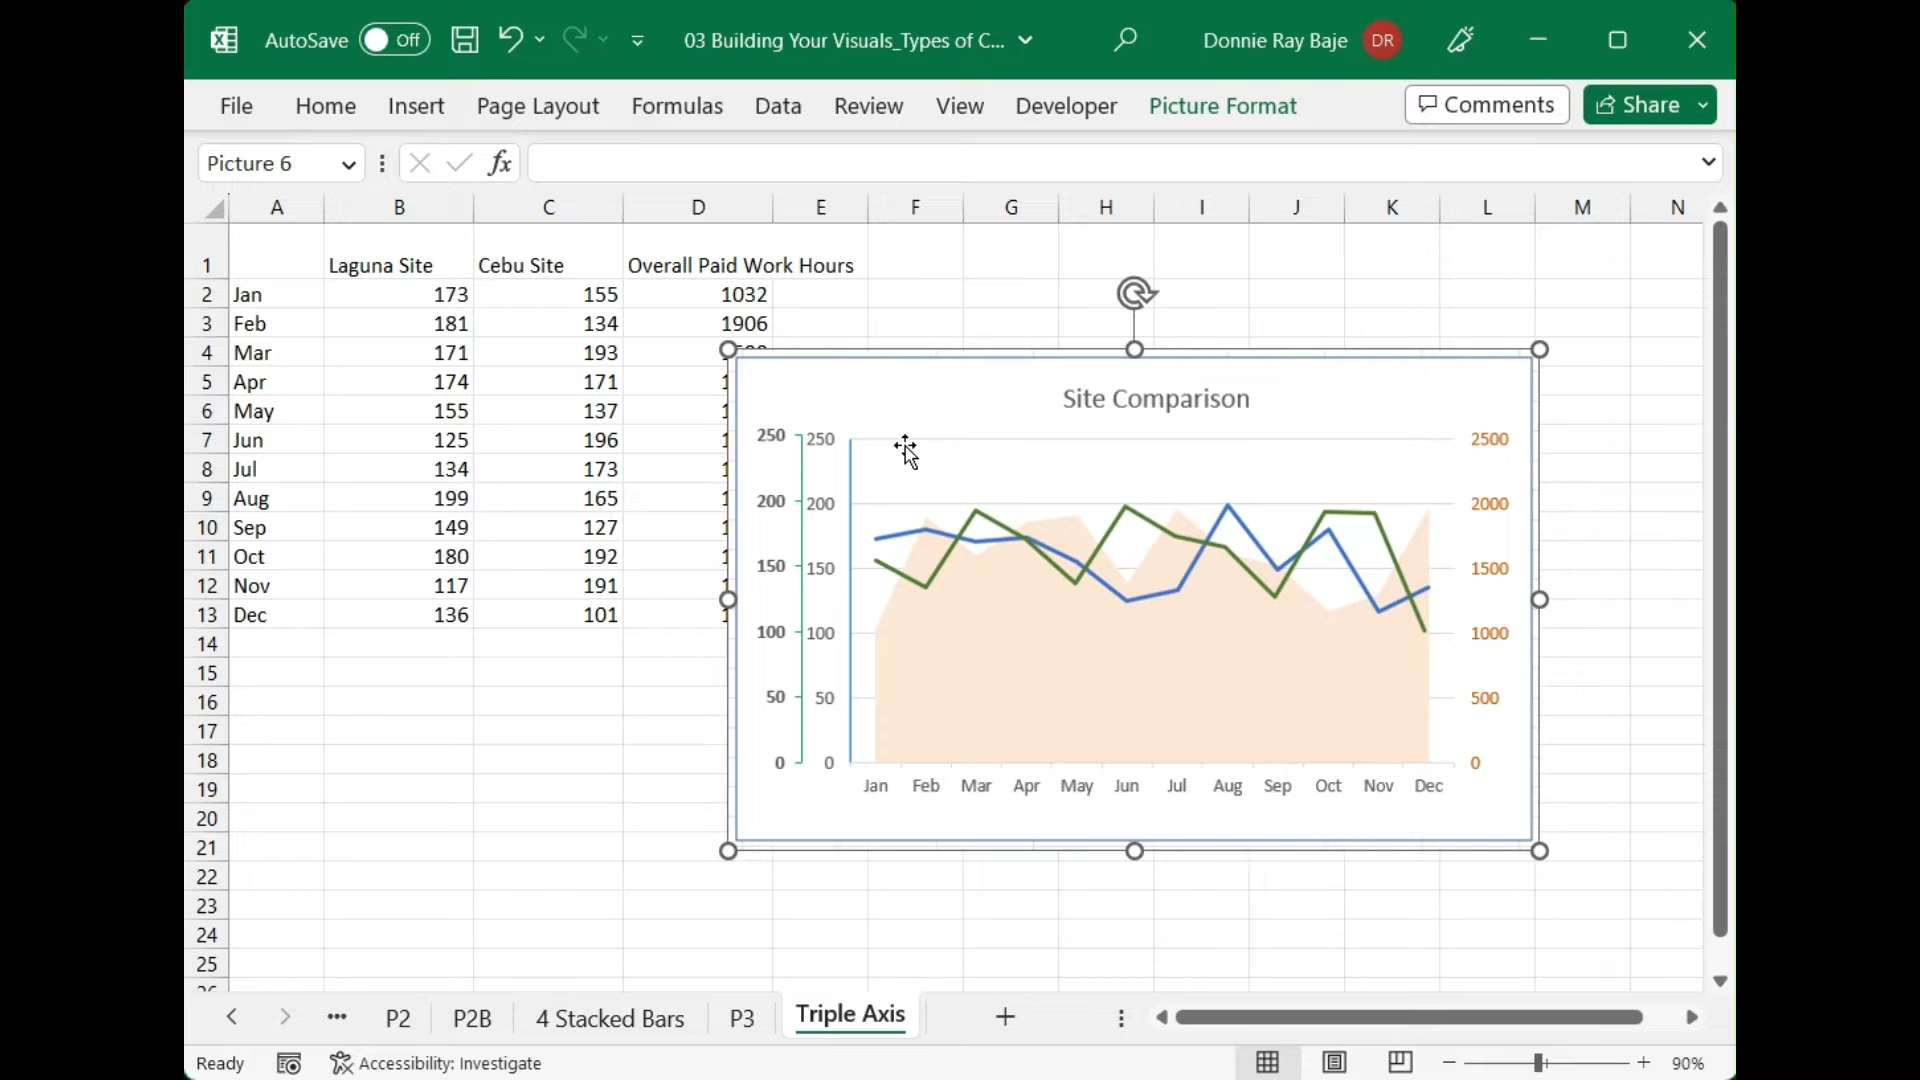 AutoSave Off 03 Building Your Visuals_Types of C... Donnie Ray Baje DR
File Home Insert Page Layout Formulas Data Review View Developer Picture Format Comments Share
Picture 6 fx
A B C D E F G H I J K L M N
1 Laguna Site Cebu Site Overall Paid Work Hours
2 Jan 173 155 1032
3 Feb 181 134 1906
4 Mar 171 193
5 Apr 174 171
6 May 155 137
7 Jun 125 196
8 Jul 134 173
9 Aug 199 165
10 Sep 149 127
11 Oct 180 192
12 Nov 117 191
13 Dec 136 101
14
15
16
17
18
19
20
21
22
23
24
25
Site Comparison
250 250 2500
200 200 2000
150 150 1500
100 100 1000
50 50 500
0 0 0
Jan Feb Mar Apr May Jun Jul Aug Sep Oct Nov Dec
P2 P2B 4 Stacked Bars P3 Triple Axis
Ready Accessibility: Investigate 90%